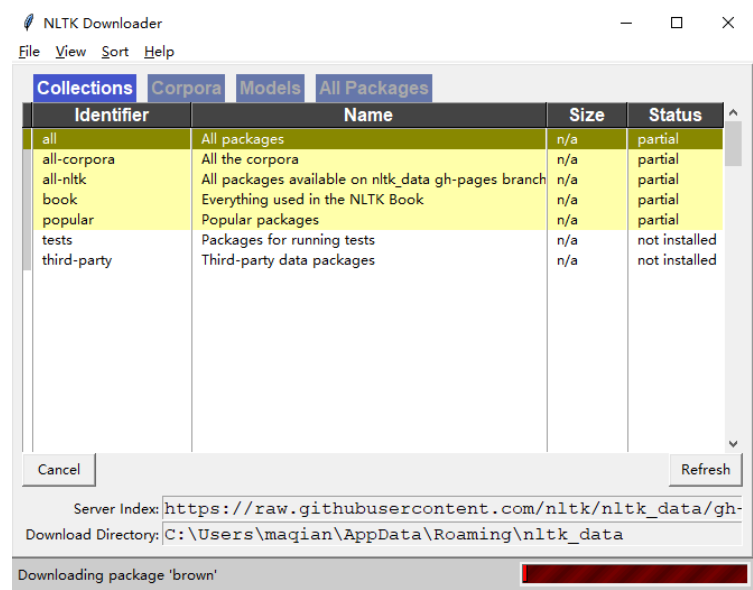 NLTK Downloader
File View Sort Help
Collections Corpora Models All Packages
Identifier Name Size Status
all All packages n/a partial
all-corpora All the corpora n/a partial
all-nltk All packages available on nltk_data gh-pages branch n/a partial
book Everything used in the NLTK Book n/a partial
popular Popular packages n/a partial
tests Packages for running tests n/a not installed
third-party Third-party data packages n/a not installed
Cancel Refresh
Server Index: https://raw.githubusercontent.com/nltk/nltk_data/gh-
Download Directory: C:\Users\maqian\AppData\Roaming\nltk_data
Downloading package 'brown'